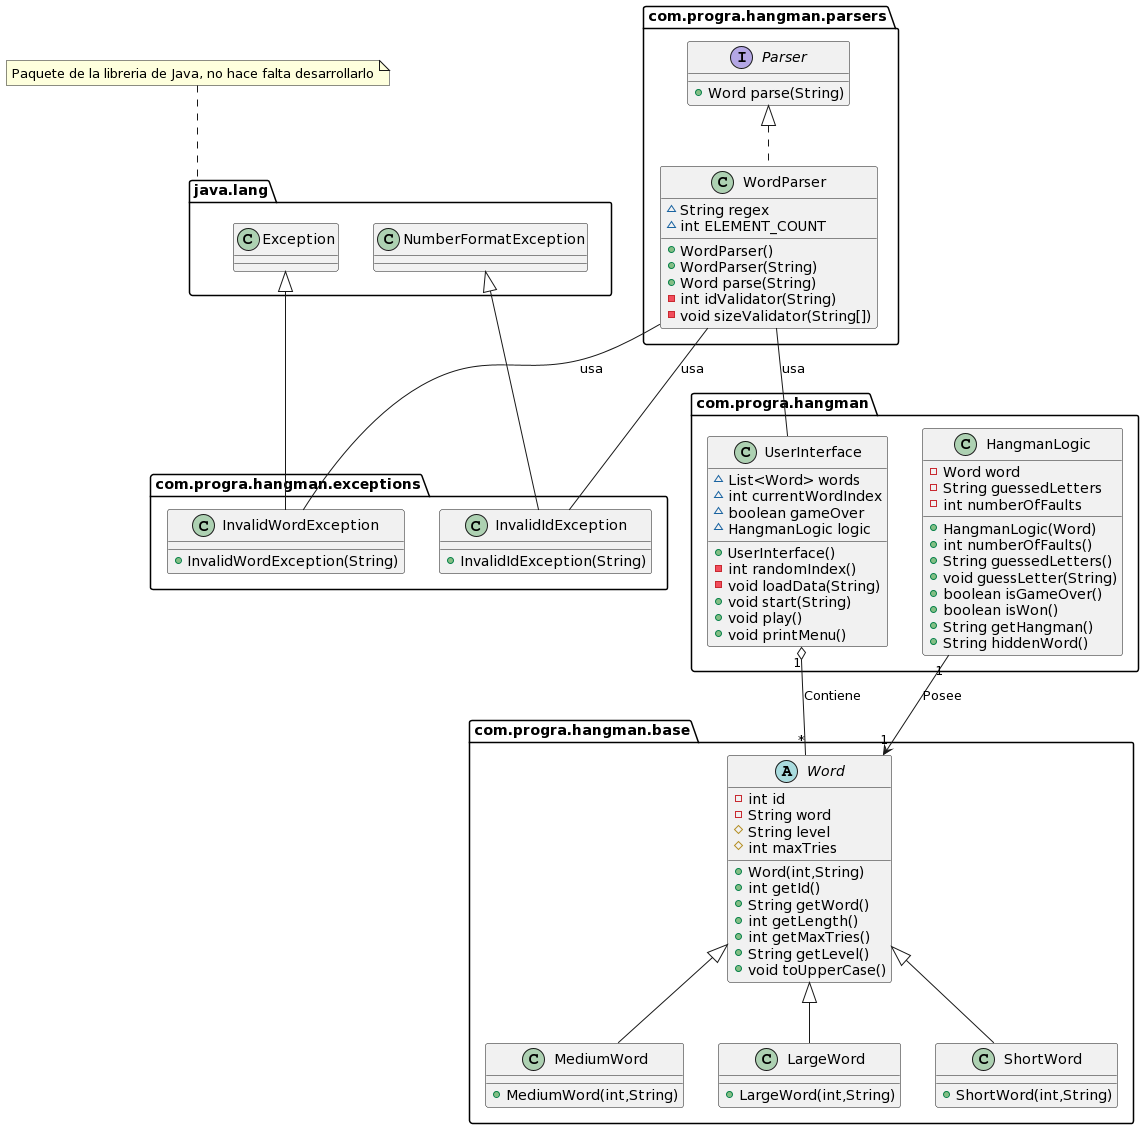 com.progra.hangman.parsers
I Parser
Word parse(String)
Paquete de la libreria de Java, no hace falta desarrollarlo
C WordParser
String regex
int ELEMENT_COUNT
WordParser()
WordParser(String)
Word parse(String)
int idValidator(String)
void sizeValidator(String[])
java.lang
C Exception
C NumberFormatException
usa
usa
usa
com.progra.hangman
C UserInterface
List<Word> words
int currentWordIndex
boolean gameOver
HangmanLogic logic
UserInterface()
int randomIndex()
void loadData(String)
void start(String)
void play()
void printMenu()
C HangmanLogic
Word word
String guessedLetters
int numberOfFaults
HangmanLogic(Word)
int numberOfFaults()
String guessedLetters()
void guessLetter(String)
boolean isGameOver()
boolean isWon()
String getHangman()
String hiddenWord()
com.progra.hangman.exceptions
C InvalidWordException
InvalidWordException(String)
C InvalidIdException
InvalidIdException(String)
1
1
Contiene
Posee
*
1
com.progra.hangman.base
A Word
int id
String word
String level
int maxTries
Word(int,String)
int getId()
String getWord()
int getLength()
int getMaxTries()
String getLevel()
void toUpperCase()
C MediumWord
MediumWord(int,String)
C LargeWord
LargeWord(int,String)
C ShortWord
ShortWord(int,String)